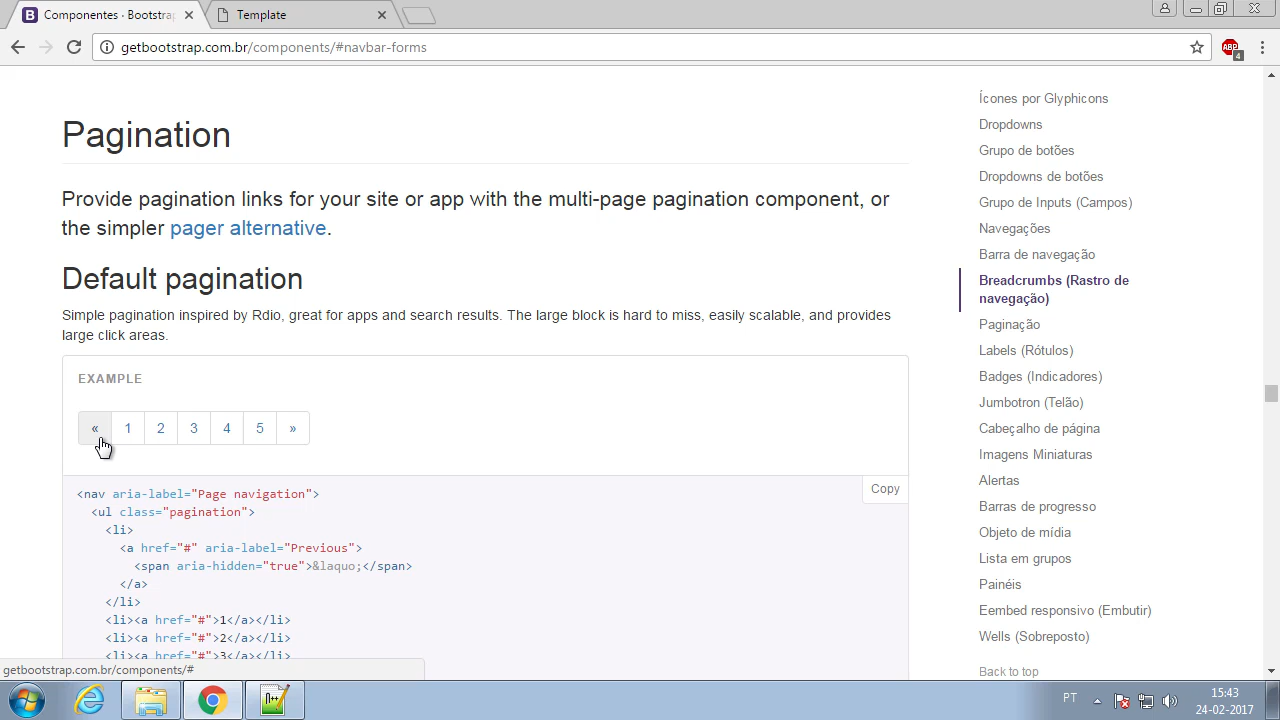 Componentes · Bootstrap
Template
getbootstrap.com.br/components/#navbar-forms
ABP
4
Pagination
Provide pagination links for your site or app with the multi-page pagination component, or
the simpler pager alternative.
Default pagination
Simple pagination inspired by Rdio, great for apps and search results. The large block is hard to miss, easily scalable, and provides
large click areas.
EXAMPLE
« 1 2 3 4 5 »
Copy
<nav aria-label="Page navigation">
<ul class="pagination">
<li>
<a href="#" aria-label="Previous">
<span aria-hidden="true">&laquo;</span>
</a>
</li>
<li><a href="#">1</a></li>
<li><a href="#">2</a></li>
<li><a href="#">3</a></li>
Ícones por Glyphicons
Dropdowns
Grupo de botões
Dropdowns de botões
Grupo de Inputs (Campos)
Navegações
Barra de navegação
Breadcrumbs (Rastro de
navegação)
Paginação
Labels (Rótulos)
Badges (Indicadores)
Jumbotron (Telão)
Cabeçalho de página
Imagens Miniaturas
Alertas
Barras de progresso
Objeto de mídia
Lista em grupos
Painéis
Eembed responsivo (Embutir)
Wells (Sobreposto)
Back to top
getbootstrap.com.br/components/#
PT
15:43
24-02-2017